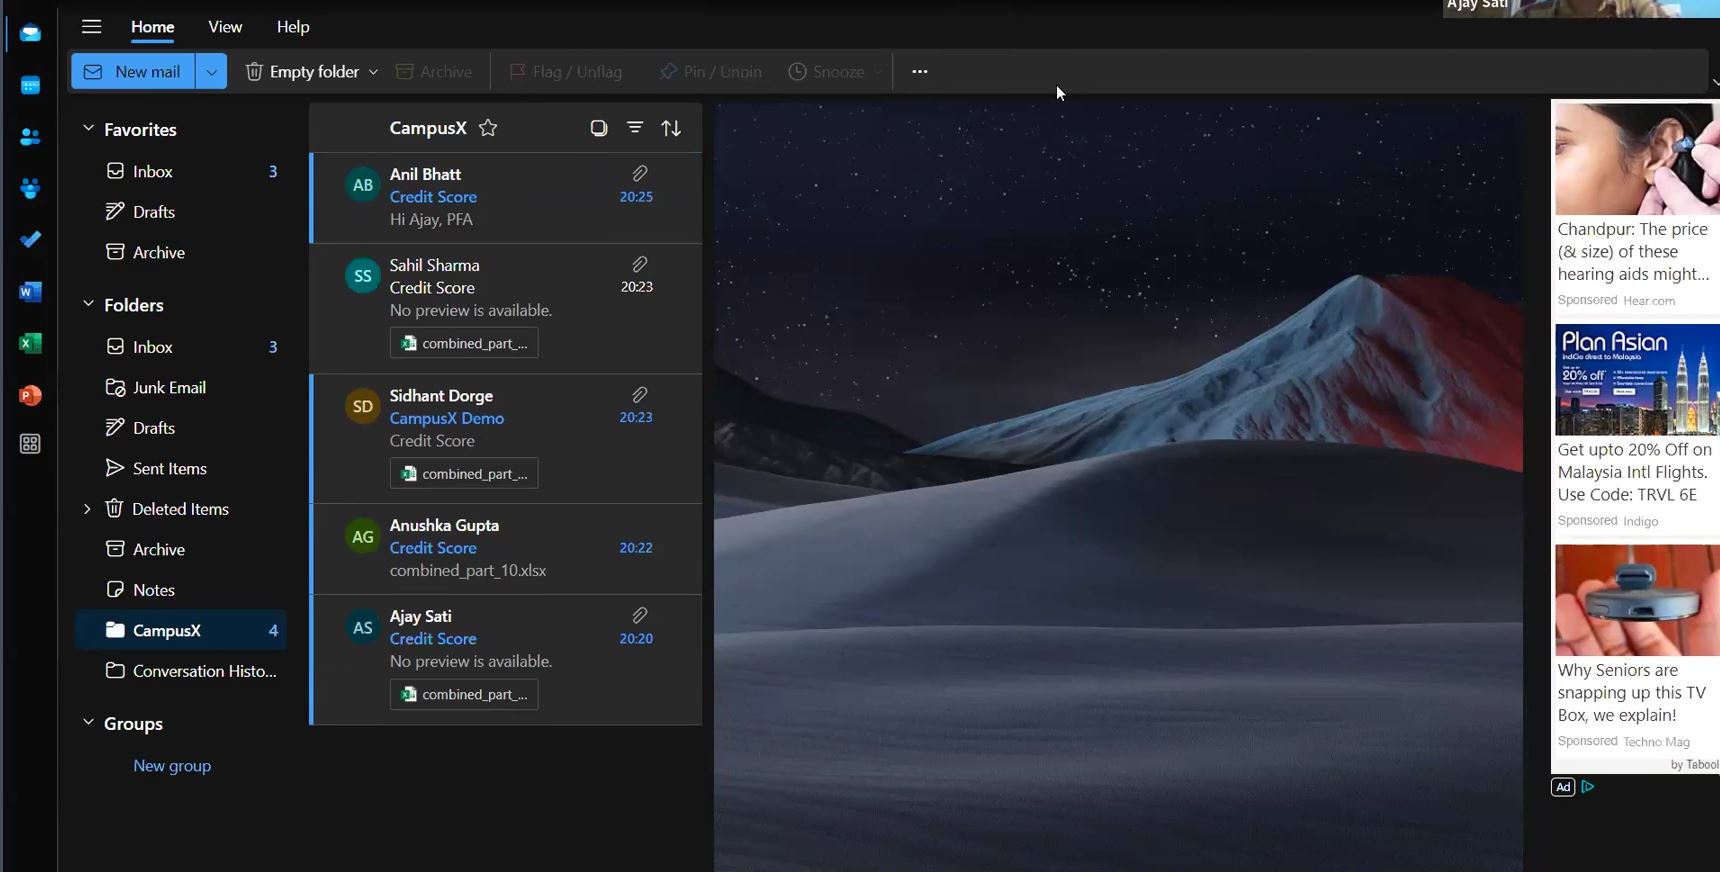 Ajay Sati
Home View Help
New mail Empty folder Archive Flag / Unflag Pin / Unpin Snooze ...
Favorites
Inbox 3
Drafts
Archive
Folders
Inbox 3
Junk Email
Drafts
Sent Items
Deleted Items
Archive
Notes
CampusX 4
Conversation Histo...
Groups
New group
CampusX
AB
Anil Bhatt
Credit Score 20:25
Hi Ajay, PFA
SS
Sahil Sharma
Credit Score 20:23
No preview is available.
combined_part_...
SD
Sidhant Dorge
CampusX Demo 20:23
Credit Score
combined_part_...
AG
Anushka Gupta
Credit Score 20:22
combined_part_10.xlsx
AS
Ajay Sati
Credit Score 20:20
No preview is available.
combined_part_...
Chandpur: The price
(& size) of these
hearing aids might...
Sponsored Hear.com
Plan Asian
IndiGo direct to Malaysia
Up to
20% off*
Get upto 20% Off on
Malaysia Intl Flights.
Use Code: TRVL 6E
Sponsored Indigo
Why Seniors are
snapping up this TV
Box, we explain!
Sponsored Techno Mag
by Tabool
Ad